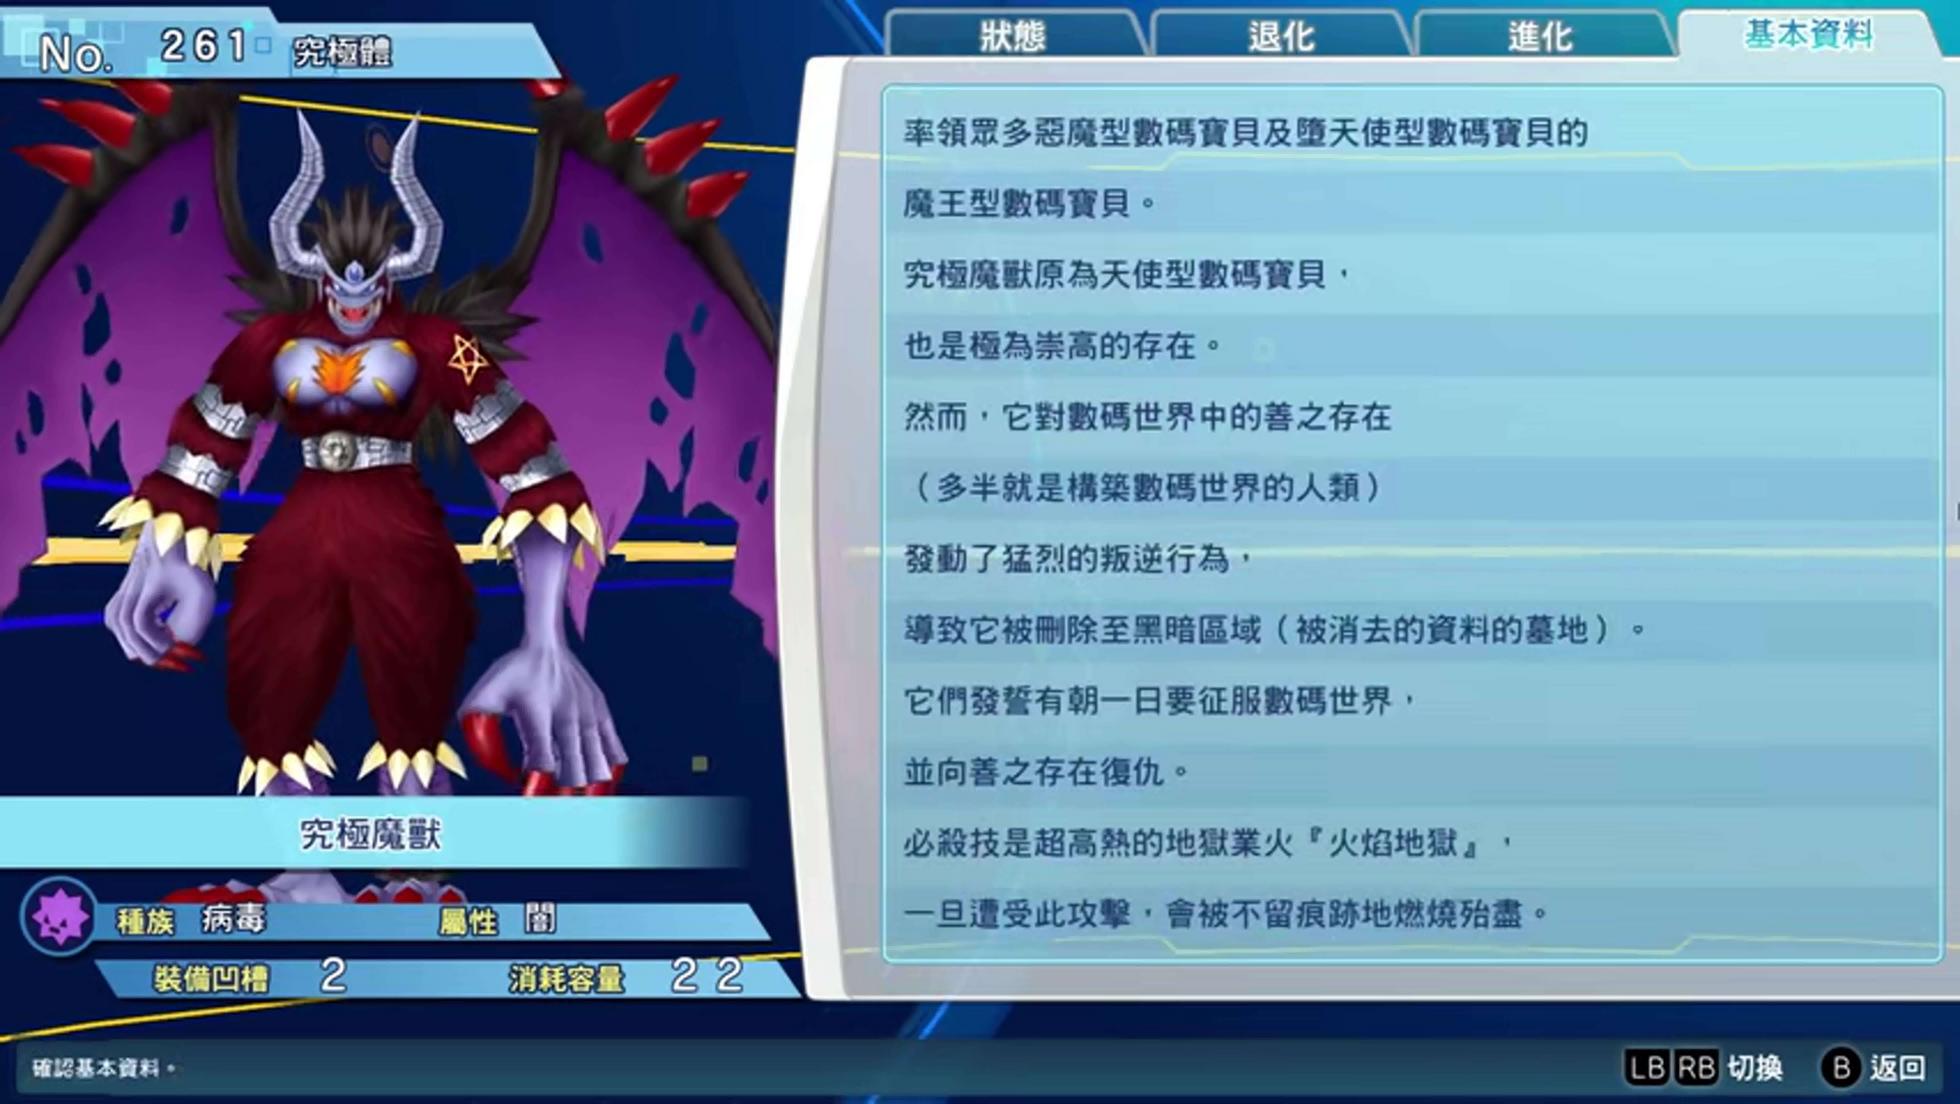 No. 261 究極體
狀態 退化 進化 基本資料
率領眾多惡魔型數碼寶貝及墮天使型數碼寶貝的
魔王型數碼寶貝。
究極魔獸原為天使型數碼寶貝，
也是極為崇高的存在。
然而，它對數碼世界中的善之存在
（多半就是構築數碼世界的人類）
發動了猛烈的叛逆行為，
導致它被刪除至黑暗區域（被消去的資料的墓地）。
它們發誓有朝一日要征服數碼世界，
並向善之存在復仇。
必殺技是超高熱的地獄業火『火焰地獄』，
一旦遭受此攻擊，會被不留痕跡地燃燒殆盡。
究極魔獸
種族 病毒 屬性 闇
裝備凹槽 2 消耗容量 22
確認基本資料。
LB RB 切換 B 返回